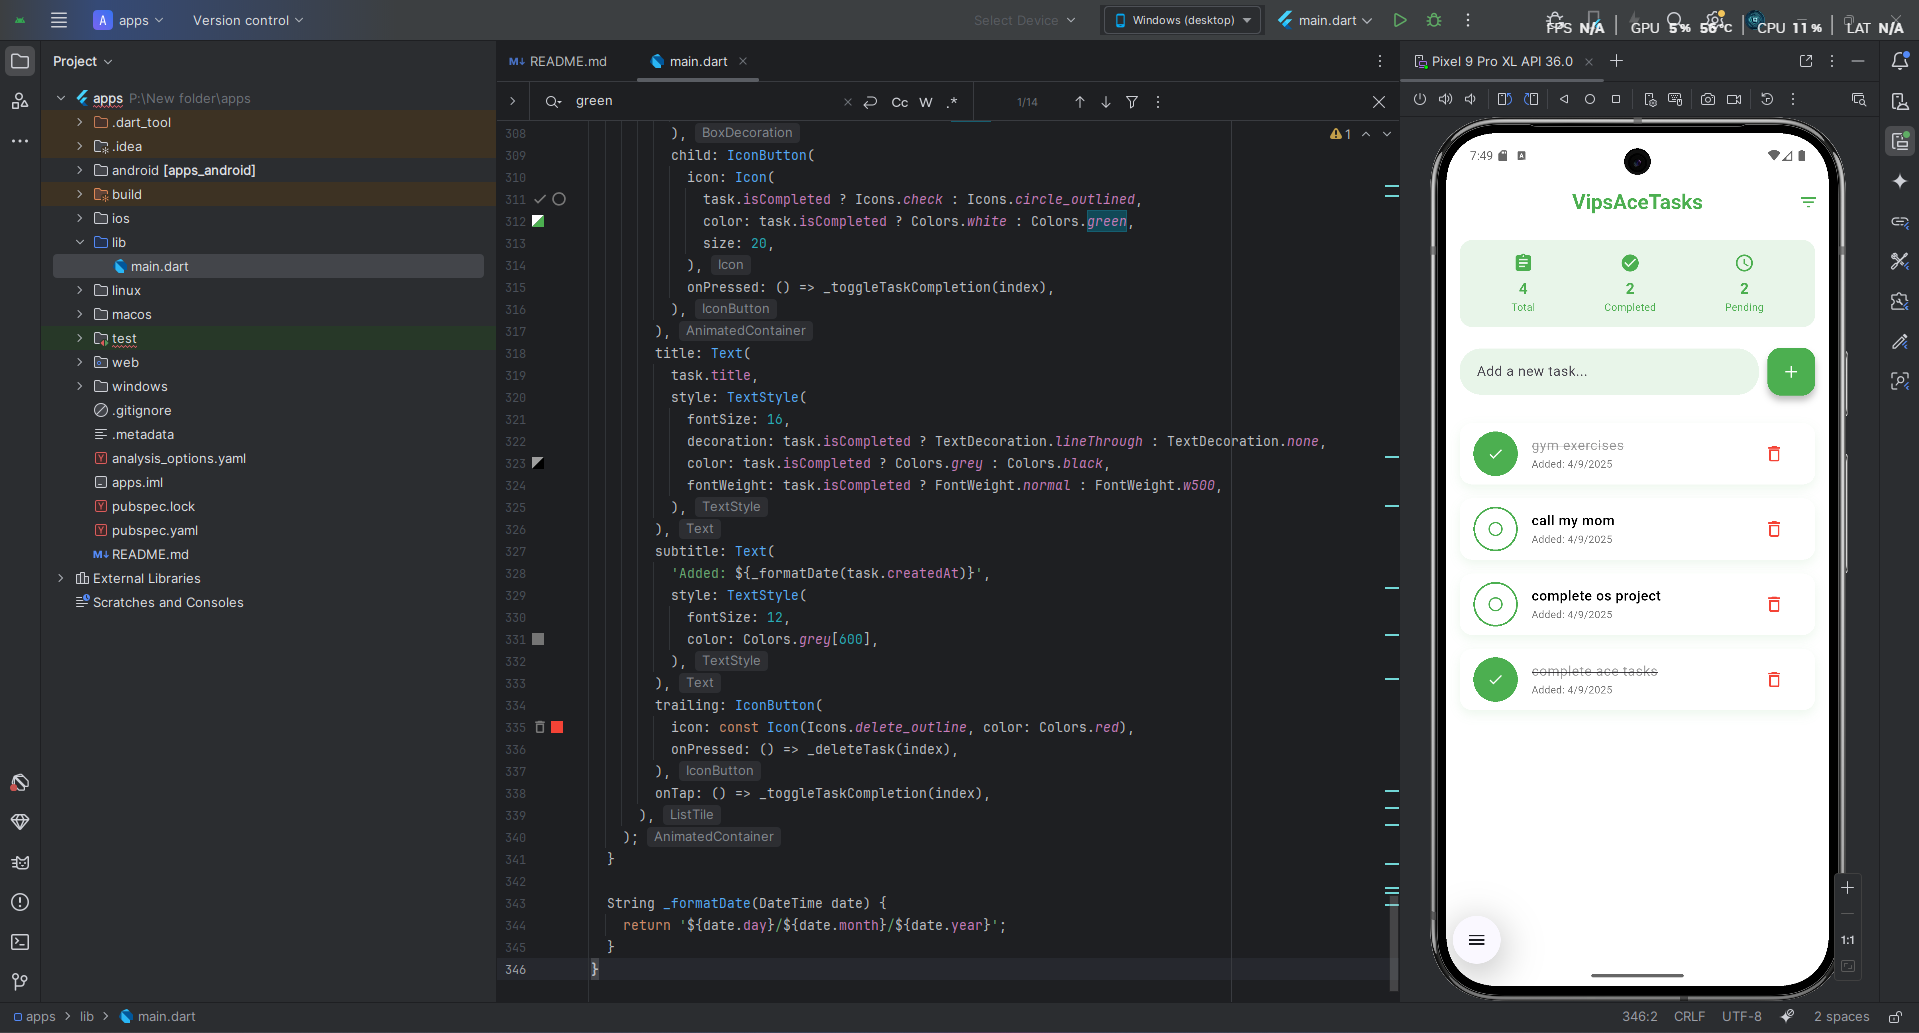 A apps
Version control
Select Device
Windows (desktop)
main.dart
FPS N/A
GPU 5 % 56 °C
CPU 11 %
LAT N/A
Project
README.md
main.dart
Pixel 9 Pro XL API 36.0
green
Cc W .*
1/14
apps P:\New folder\apps
.dart_tool
.idea
android [apps_android]
build
ios
lib
main.dart
linux
macos
test
web
windows
.gitignore
.metadata
analysis_options.yaml
apps.iml
pubspec.lock
pubspec.yaml
README.md
External Libraries
Scratches and Consoles
1
308 ), BoxDecoration
309 child: IconButton(
310 icon: Icon(
311 task.isCompleted ? Icons.check : Icons.circle_outlined,
312 color: task.isCompleted ? Colors.white : Colors.green,
313 size: 20,
314 ), Icon
315 onPressed: () => _toggleTaskCompletion(index),
316 ), IconButton
317 ), AnimatedContainer
318 title: Text(
319 task.title,
320 style: TextStyle(
321 fontSize: 16,
322 decoration: task.isCompleted ? TextDecoration.lineThrough : TextDecoration.none,
323 color: task.isCompleted ? Colors.grey : Colors.black,
324 fontWeight: task.isCompleted ? FontWeight.normal : FontWeight.w500,
325 ), TextStyle
326 ), Text
327 subtitle: Text(
328 'Added: ${_formatDate(task.createdAt)}',
329 style: TextStyle(
330 fontSize: 12,
331 color: Colors.grey[600],
332 ), TextStyle
333 ), Text
334 trailing: IconButton(
335 icon: const Icon(Icons.delete_outline, color: Colors.red),
336 onPressed: () => _deleteTask(index),
337 ), IconButton
338 onTap: () => _toggleTaskCompletion(index),
339 ), ListTile
340 ); AnimatedContainer
341 }
342
343 String _formatDate(DateTime date) {
344 return '${date.day}/${date.month}/${date.year}';
345 }
346 }
7:49
VipsAceTasks
4
Total
2
Completed
2
Pending
Add a new task...
gym exercises
Added: 4/9/2025
call my mom
Added: 4/9/2025
complete os project
Added: 4/9/2025
complete ace tasks
Added: 4/9/2025
1:1
apps > lib > main.dart
346:2
CRLF
UTF-8
2 spaces